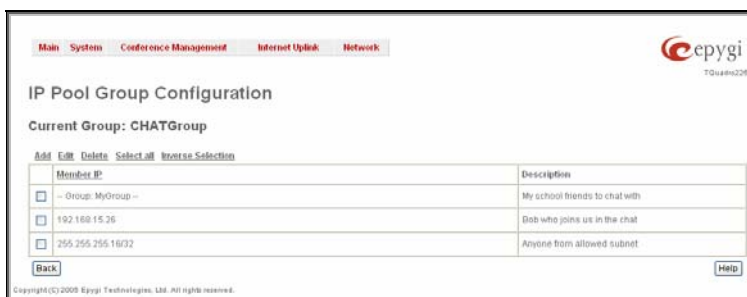 Main System Conference Management Internet Uplink Network
epygi
TQuadro226
IP Pool Group Configuration
Current Group: CHATGroup
Add Edit Delete Select all Inverse Selection
Member IP Description
-- Group: MyGroup -- My school friends to chat with
192.168.15.26 Bob who joins us in the chat
255.255.255.16/32 Anyone from allowed subnet
Back Help
Copyright (C) 2005 Epygi Technologies, Ltd. All rights reserved.